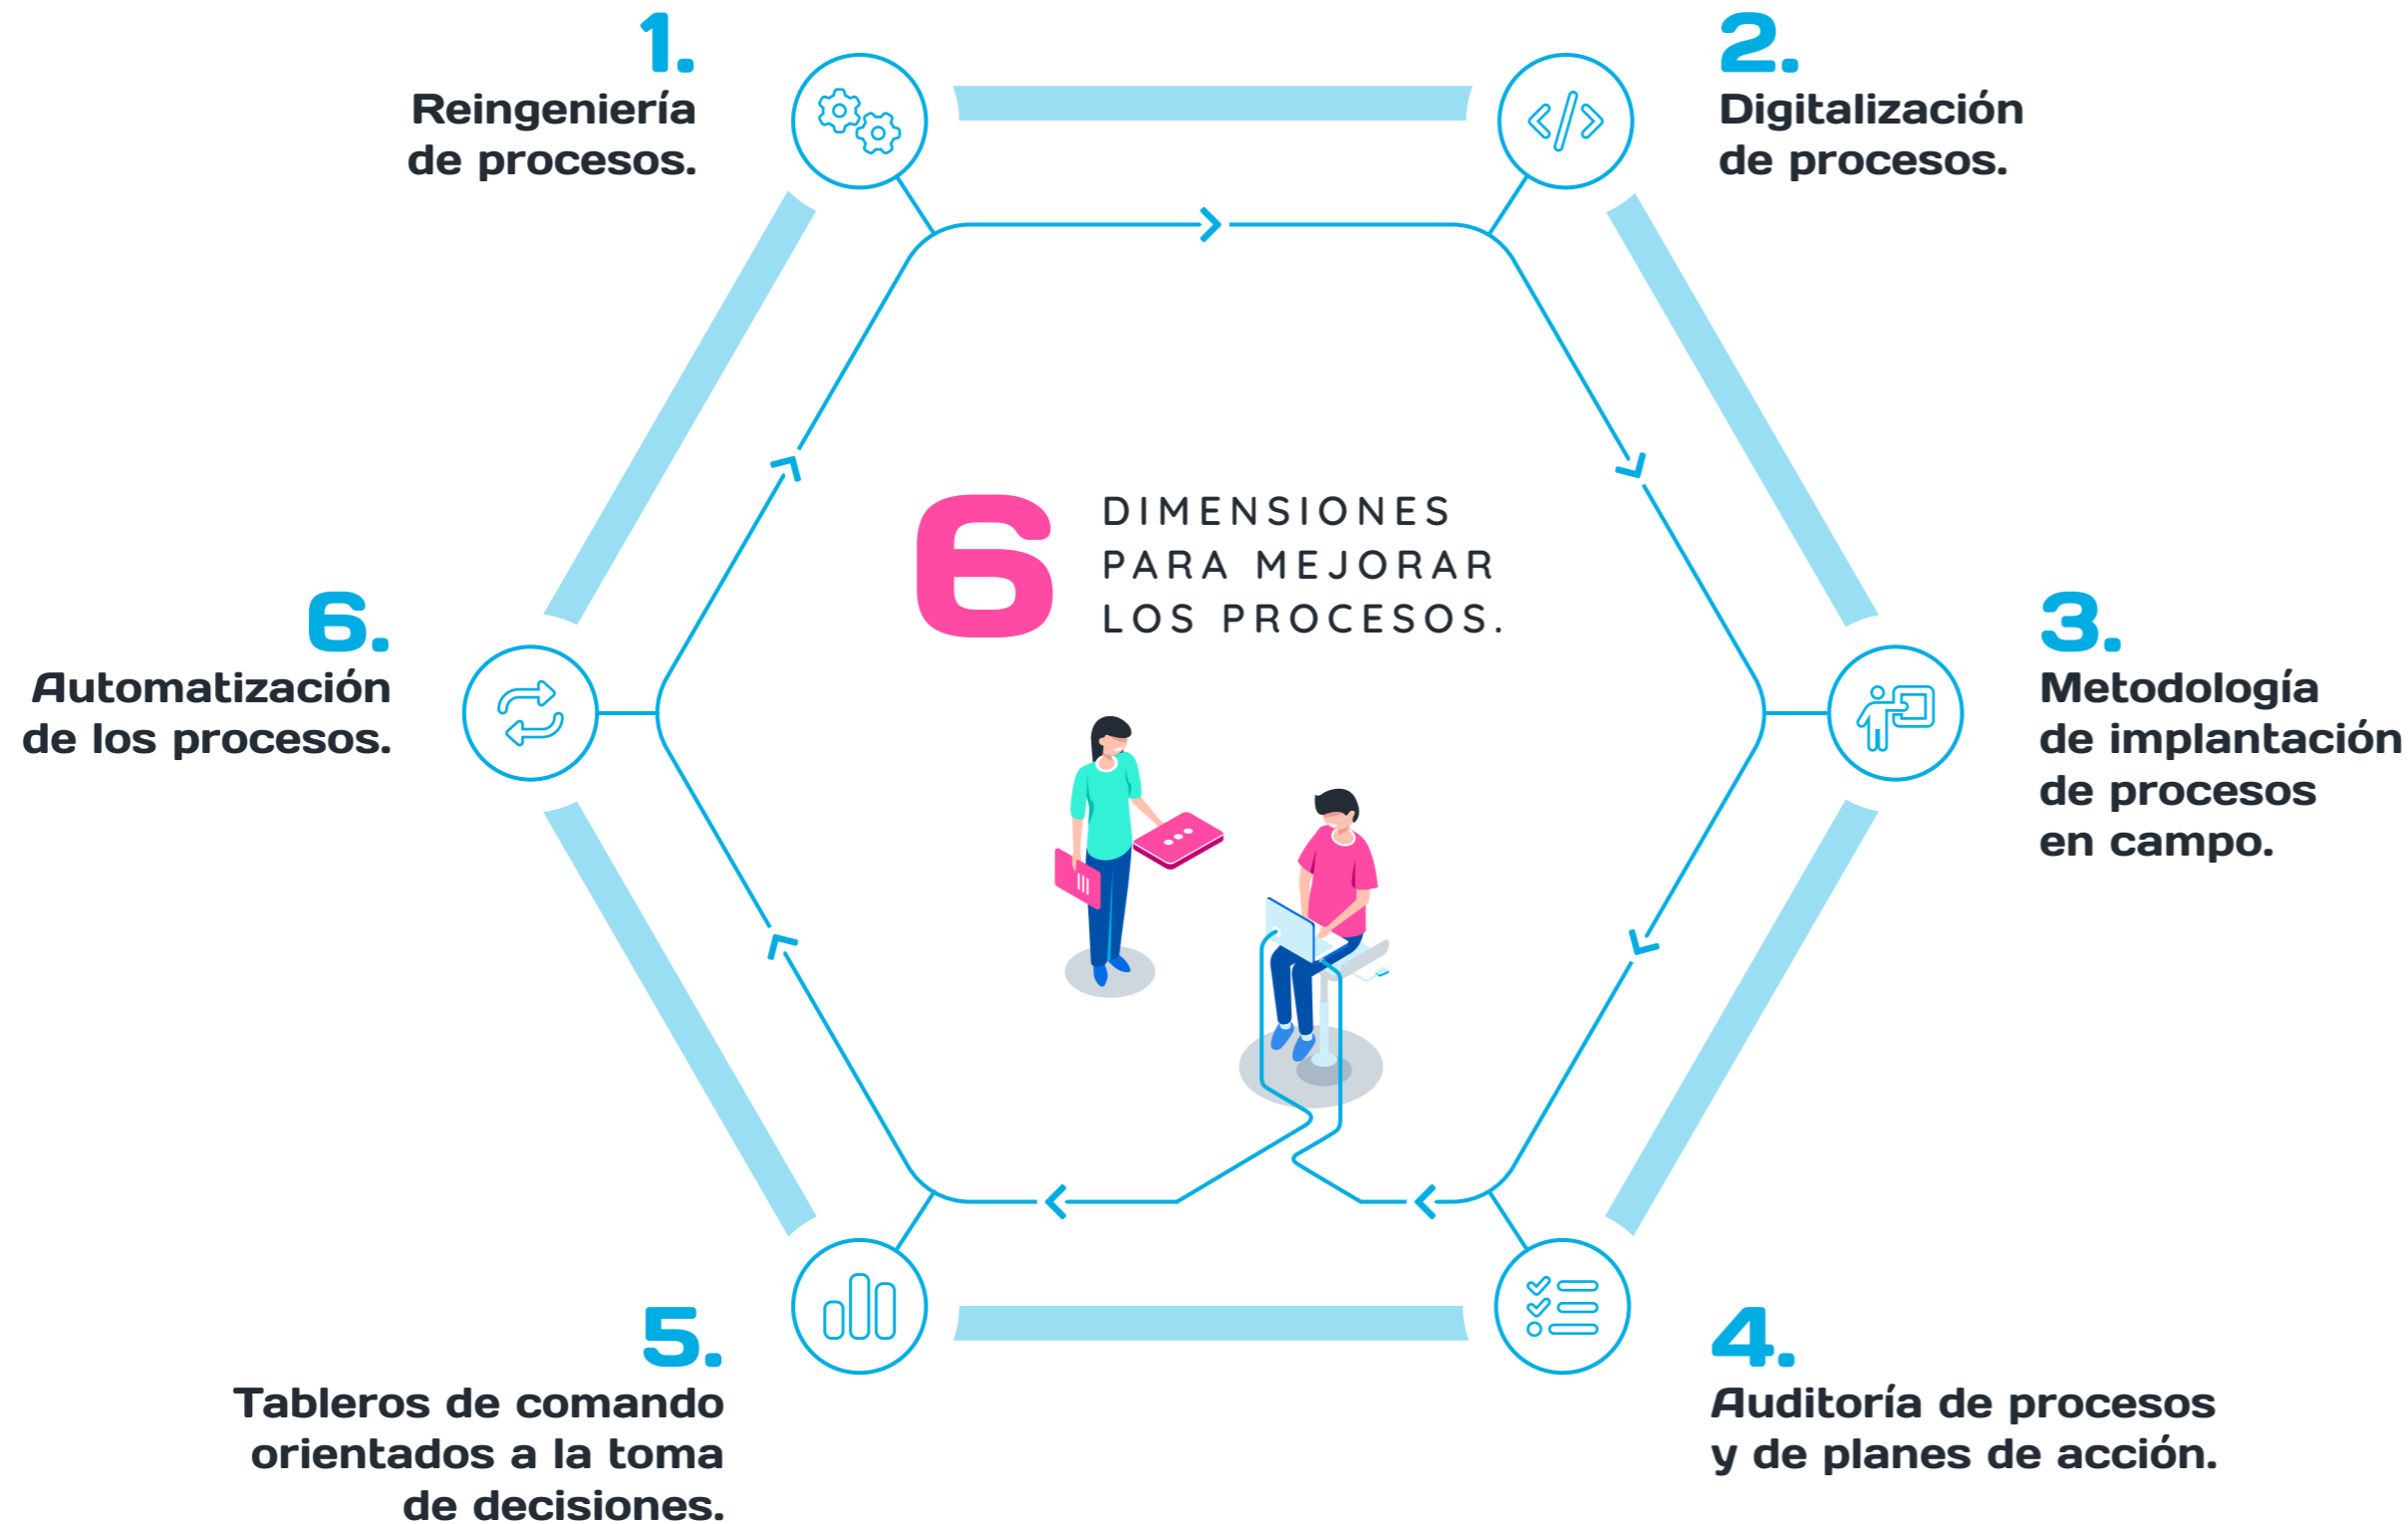 1.
Reingeniería
de procesos.
2.
Digitalización
de procesos.
6
DIMENSIONES
PARA MEJORAR
LOS PROCESOS.
3.
Metodología
de implantación
de procesos
en campo.
4.
Auditoría de procesos
y de planes de acción.
5.
Tableros de comando
orientados a la toma
de decisiones.
6.
Automatización
de los procesos.